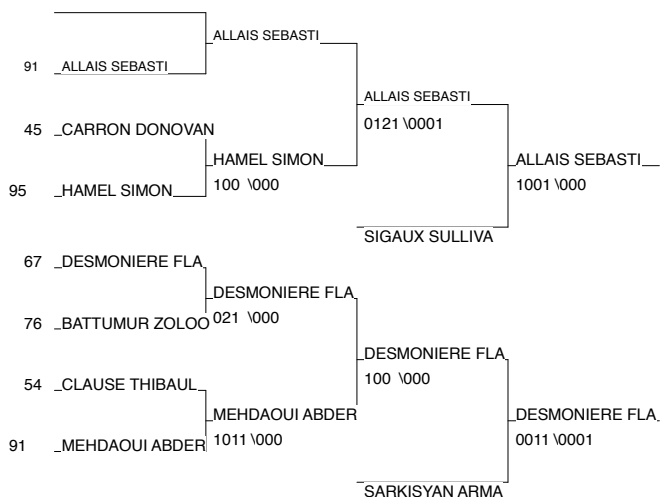 ALLAIS SEBASTI
91 ALLAIS SEBASTI
ALLAIS SEBASTI
0121 \0001
45 CARRON DONOVAN
HAMEL SIMON
100 \000
ALLAIS SEBASTI
1001 \000
95 HAMEL SIMON
SIGAUX SULLIVA
67 DESMONIERE FLA
DESMONIERE FLA
021 \000
76 BATTUMUR ZOLOO
DESMONIERE FLA
100 \000
54 CLAUSE THIBAUL
MEHDAOUI ABDER
1011 \000
DESMONIERE FLA
0011 \0001
91 MEHDAOUI ABDER
SARKISYAN ARMA